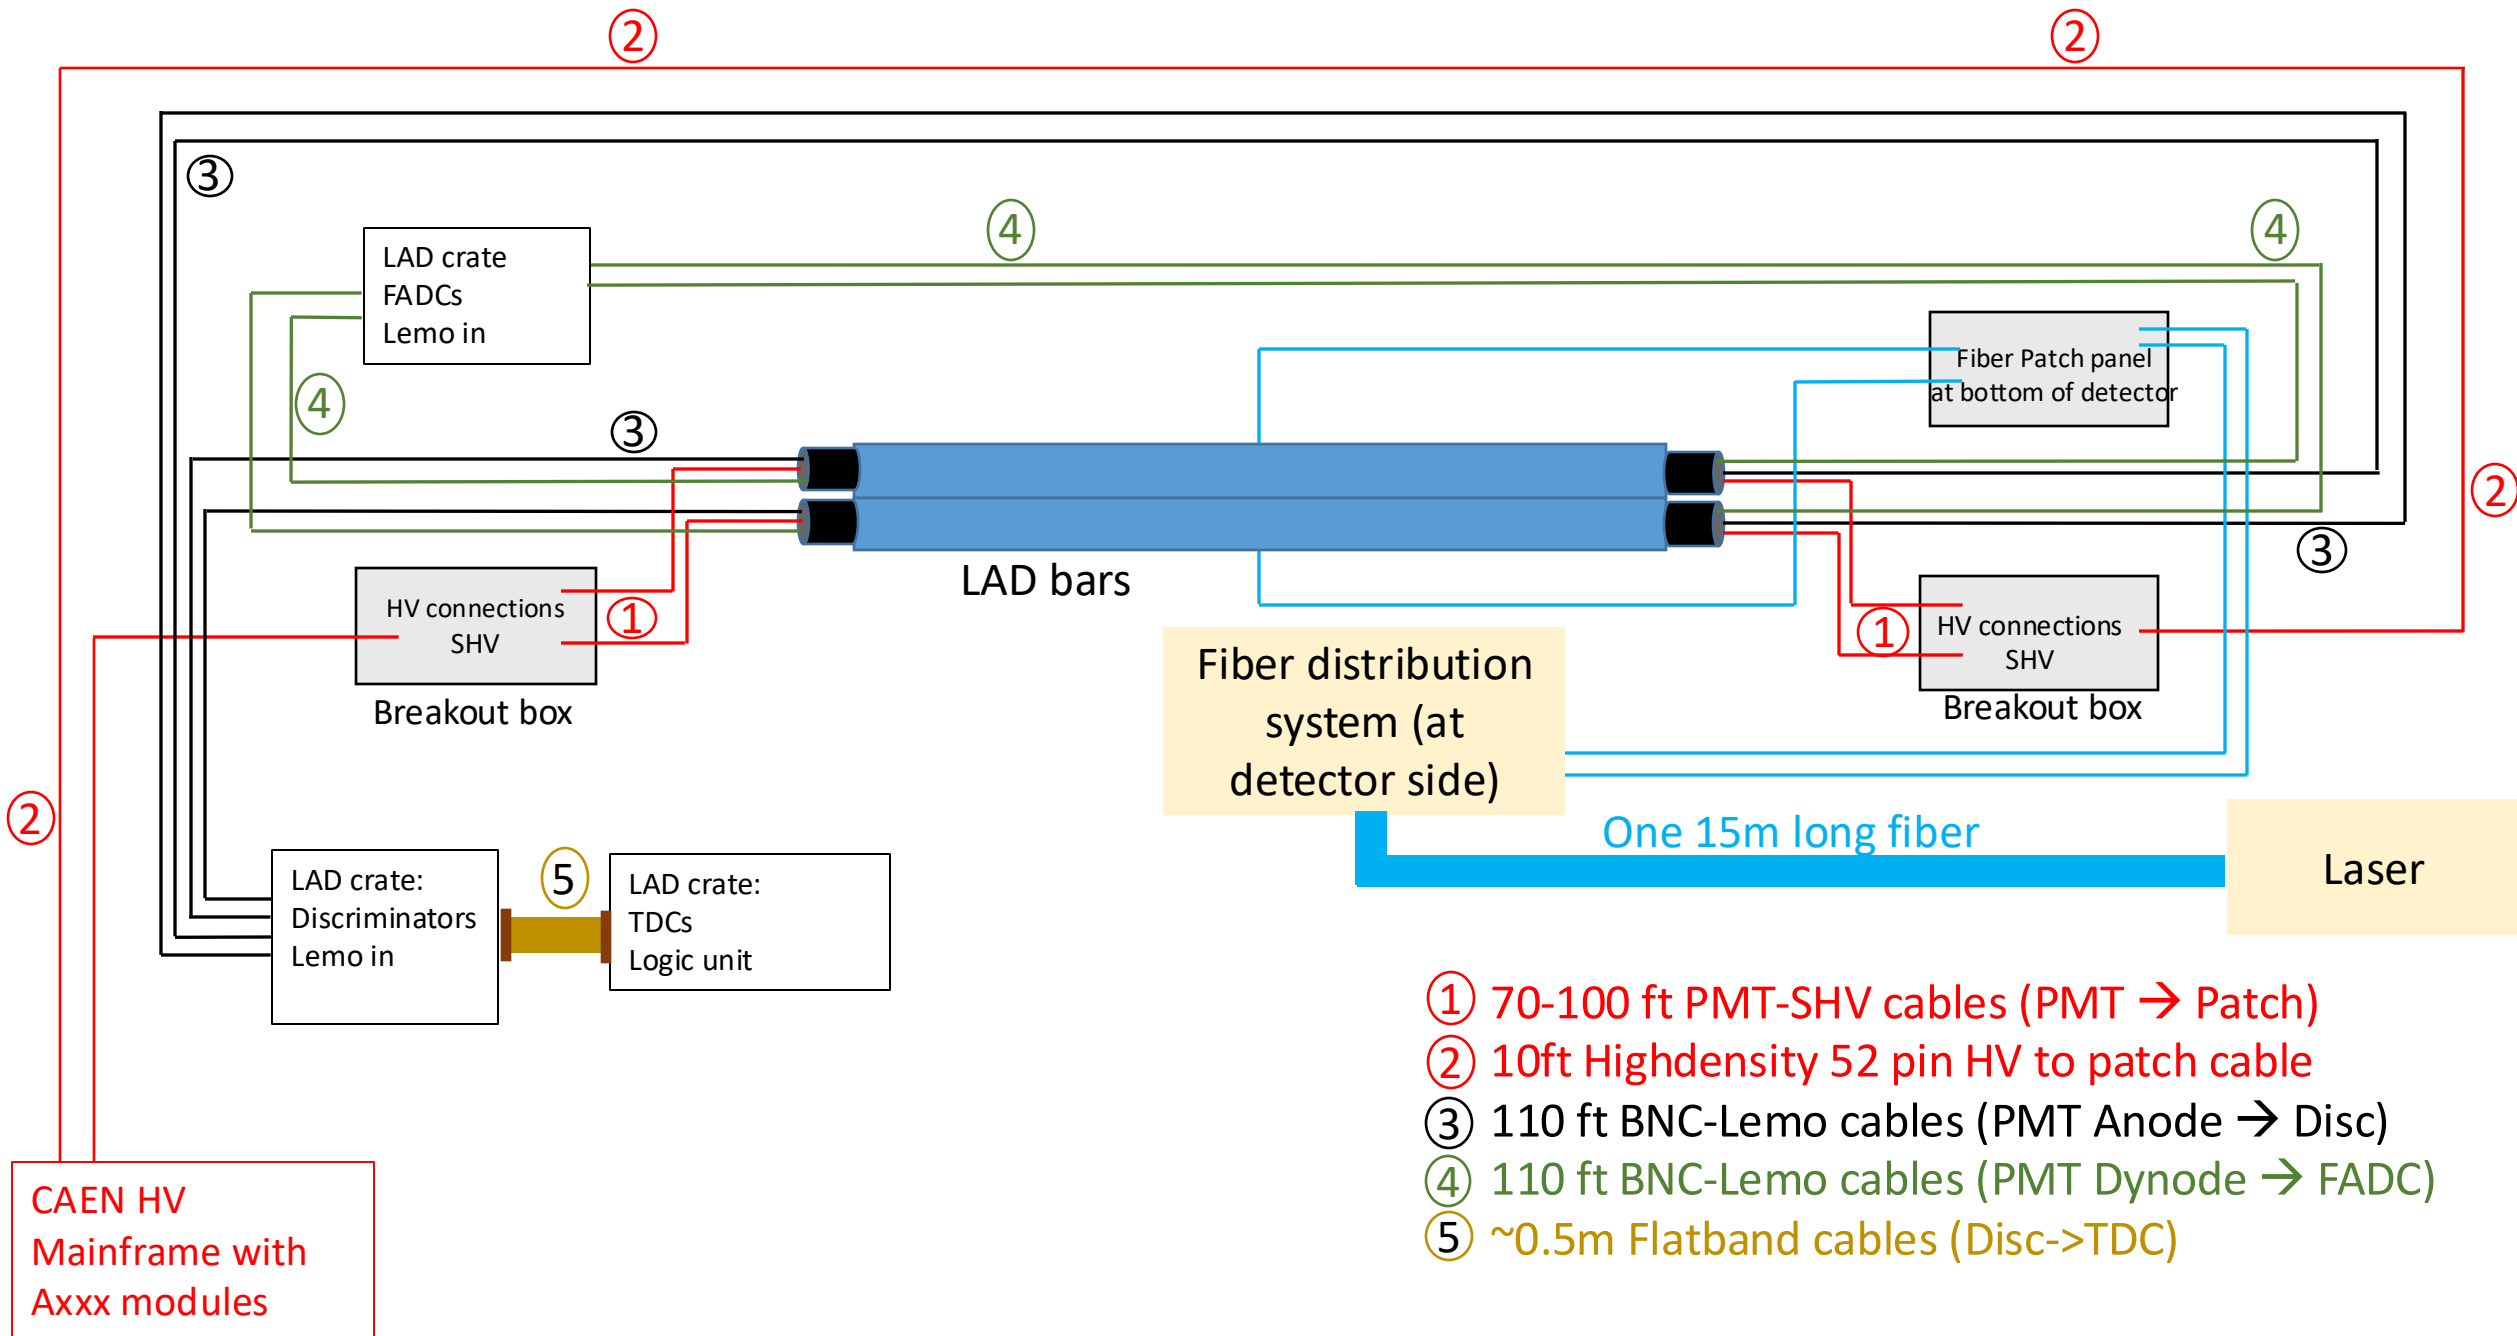 2
2
3
4
4
LAD crate
FADCs
Lemo in
Fiber Patch panel
at bottom of detector
4
3
2
3
LAD bars
HV connections
SHV
1
Breakout box
1
HV connections
SHV
Breakout box
Fiber distribution
system (at
detector side)
2
One 15m long fiber
Laser
LAD crate:
Discriminators
Lemo in
5
LAD crate:
TDCs
Logic unit
1 70-100 ft PMT-SHV cables (PMT → Patch)
2 10ft Highdensity 52 pin HV to patch cable
3 110 ft BNC-Lemo cables (PMT Anode → Disc)
4 110 ft BNC-Lemo cables (PMT Dynode → FADC)
5 ~0.5m Flatband cables (Disc->TDC)
CAEN HV
Mainframe with
Axxx modules